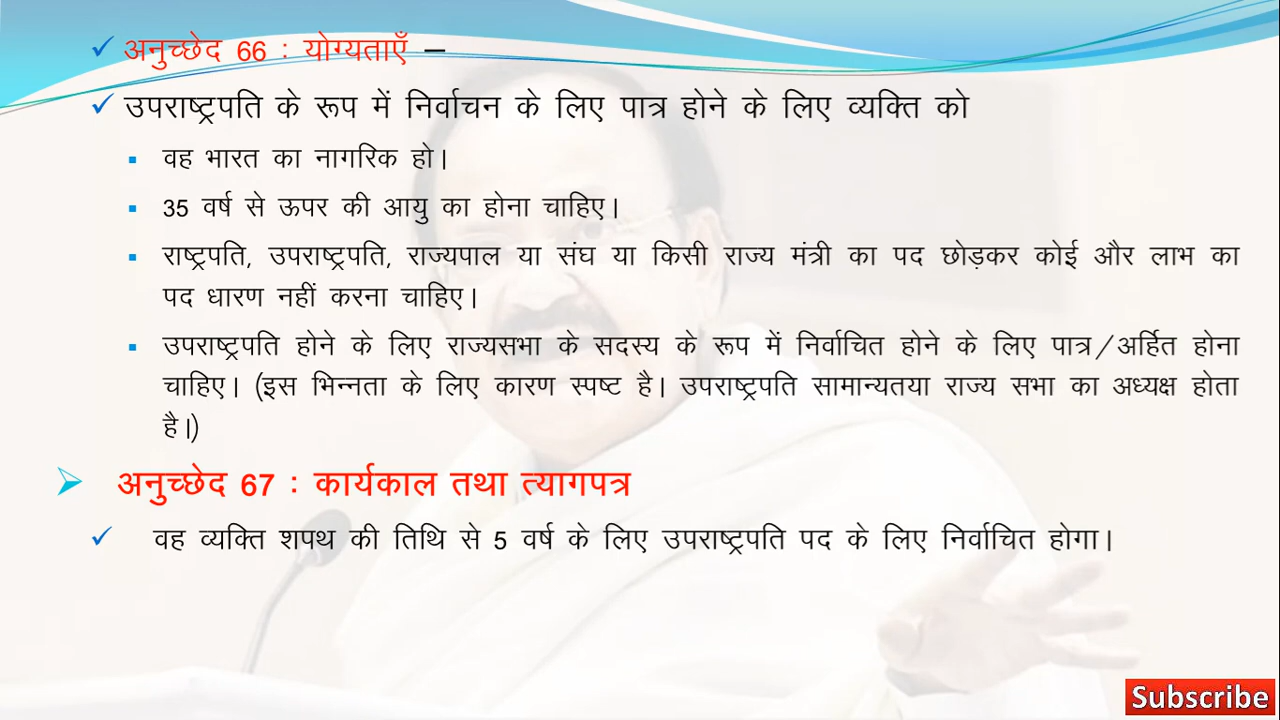 अनुच्छेद 66 : योग्यताएँ –
उपराष्ट्रपति के रूप में निर्वाचन के लिए पात्र होने के लिए व्यक्ति को
वह भारत का नागरिक हो।
35 वर्ष से ऊपर की आयु का होना चाहिए।
राष्ट्रपति, उपराष्ट्रपति, राज्यपाल या संघ या किसी राज्य मंत्री का पद छोड़कर कोई और लाभ का
पद धारण नहीं करना चाहिए।
उपराष्ट्रपति होने के लिए राज्यसभा के सदस्य के रूप में निर्वाचित होने के लिए पात्र/अर्हित होना
चाहिए। (इस भिन्नता के लिए कारण स्पष्ट है। उपराष्ट्रपति सामान्यतया राज्य सभा का अध्यक्ष होता
है।)
अनुच्छेद 67 : कार्यकाल तथा त्यागपत्र
वह व्यक्ति शपथ की तिथि से 5 वर्ष के लिए उपराष्ट्रपति पद के लिए निर्वाचित होगा।
Subscribe